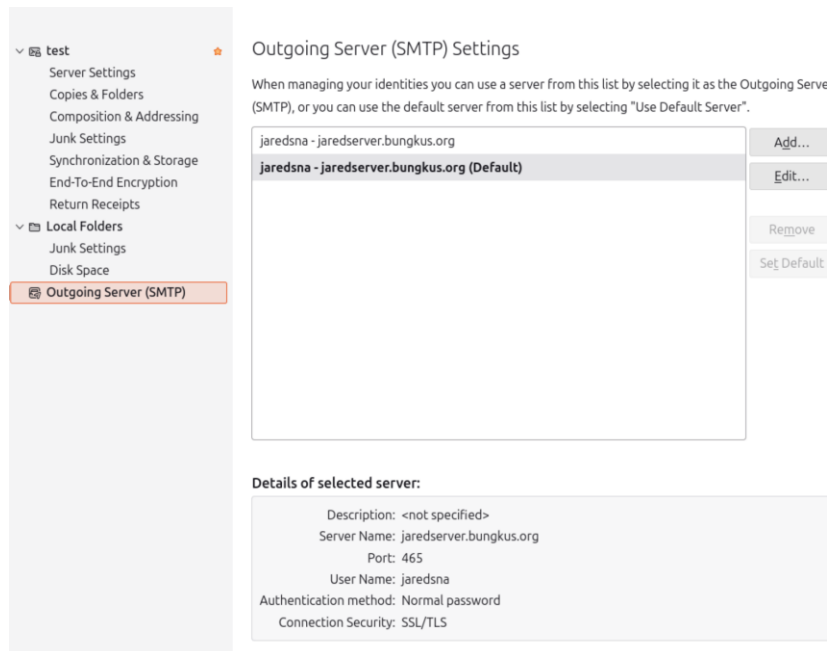 test
Server Settings
Copies & Folders
Composition & Addressing
Junk Settings
Synchronization & Storage
End-To-End Encryption
Return Receipts
Local Folders
Junk Settings
Disk Space
Outgoing Server (SMTP)
Outgoing Server (SMTP) Settings
When managing your identities you can use a server from this list by selecting it as the Outgoing Serve
(SMTP), or you can use the default server from this list by selecting "Use Default Server".
jaredsna - jaredserver.bungkus.org
jaredsna - jaredserver.bungkus.org (Default)
Add...
Edit...
Remove
Set Default
Details of selected server:
Description: <not specified>
Server Name: jaredserver.bungkus.org
Port: 465
User Name: jaredsna
Authentication method: Normal password
Connection Security: SSL/TLS